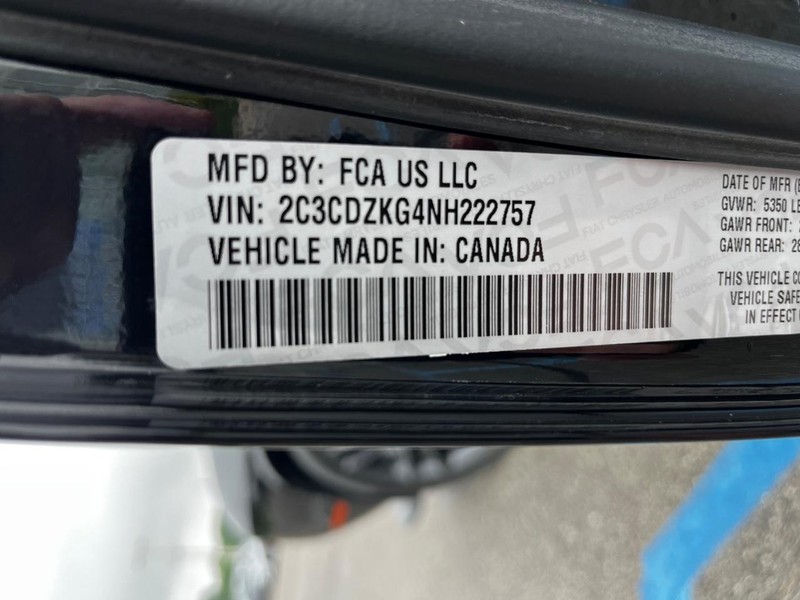 MFD BY: FCA US LLC
VIN: 2C3CDZKG4NH222757
VEHICLE MADE IN: CANADA
DATE OF MFR
GVWR: 5350
GAWR FRONT:
GAWR REAR:
THIS VEHICLE
VEHICLE
IN EFFECT